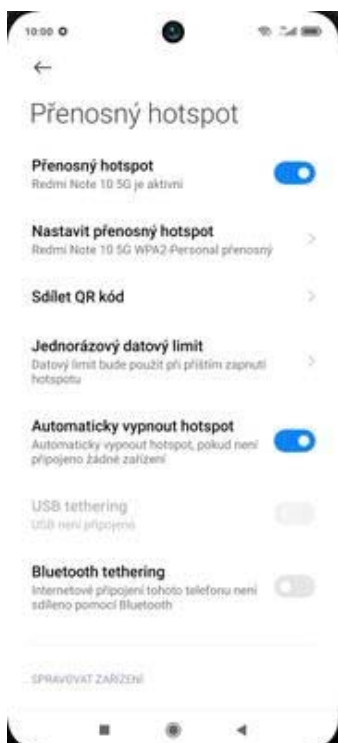 10:00
Přenosný hotspot
Přenosný hotspot
Redmi Note 10 5G je aktivní
Nastavit přenosný hotspot
Redmi Note 10 5G WPA2-Personal přenosný
Sdílet QR kód
Jednorázový datový limit
Datový limit bude použit při příštím zapnutí
hotspotu
Automaticky vypnout hotspot
Automaticky vypnout hotspot, pokud není
připojeno žádné zařízení
USB tethering
USB není připojeno
Bluetooth tethering
Internetové připojení tohoto telefonu není
sdíleno pomocí Bluetooth
SPRAVOVAT ZAŘÍZENÍ